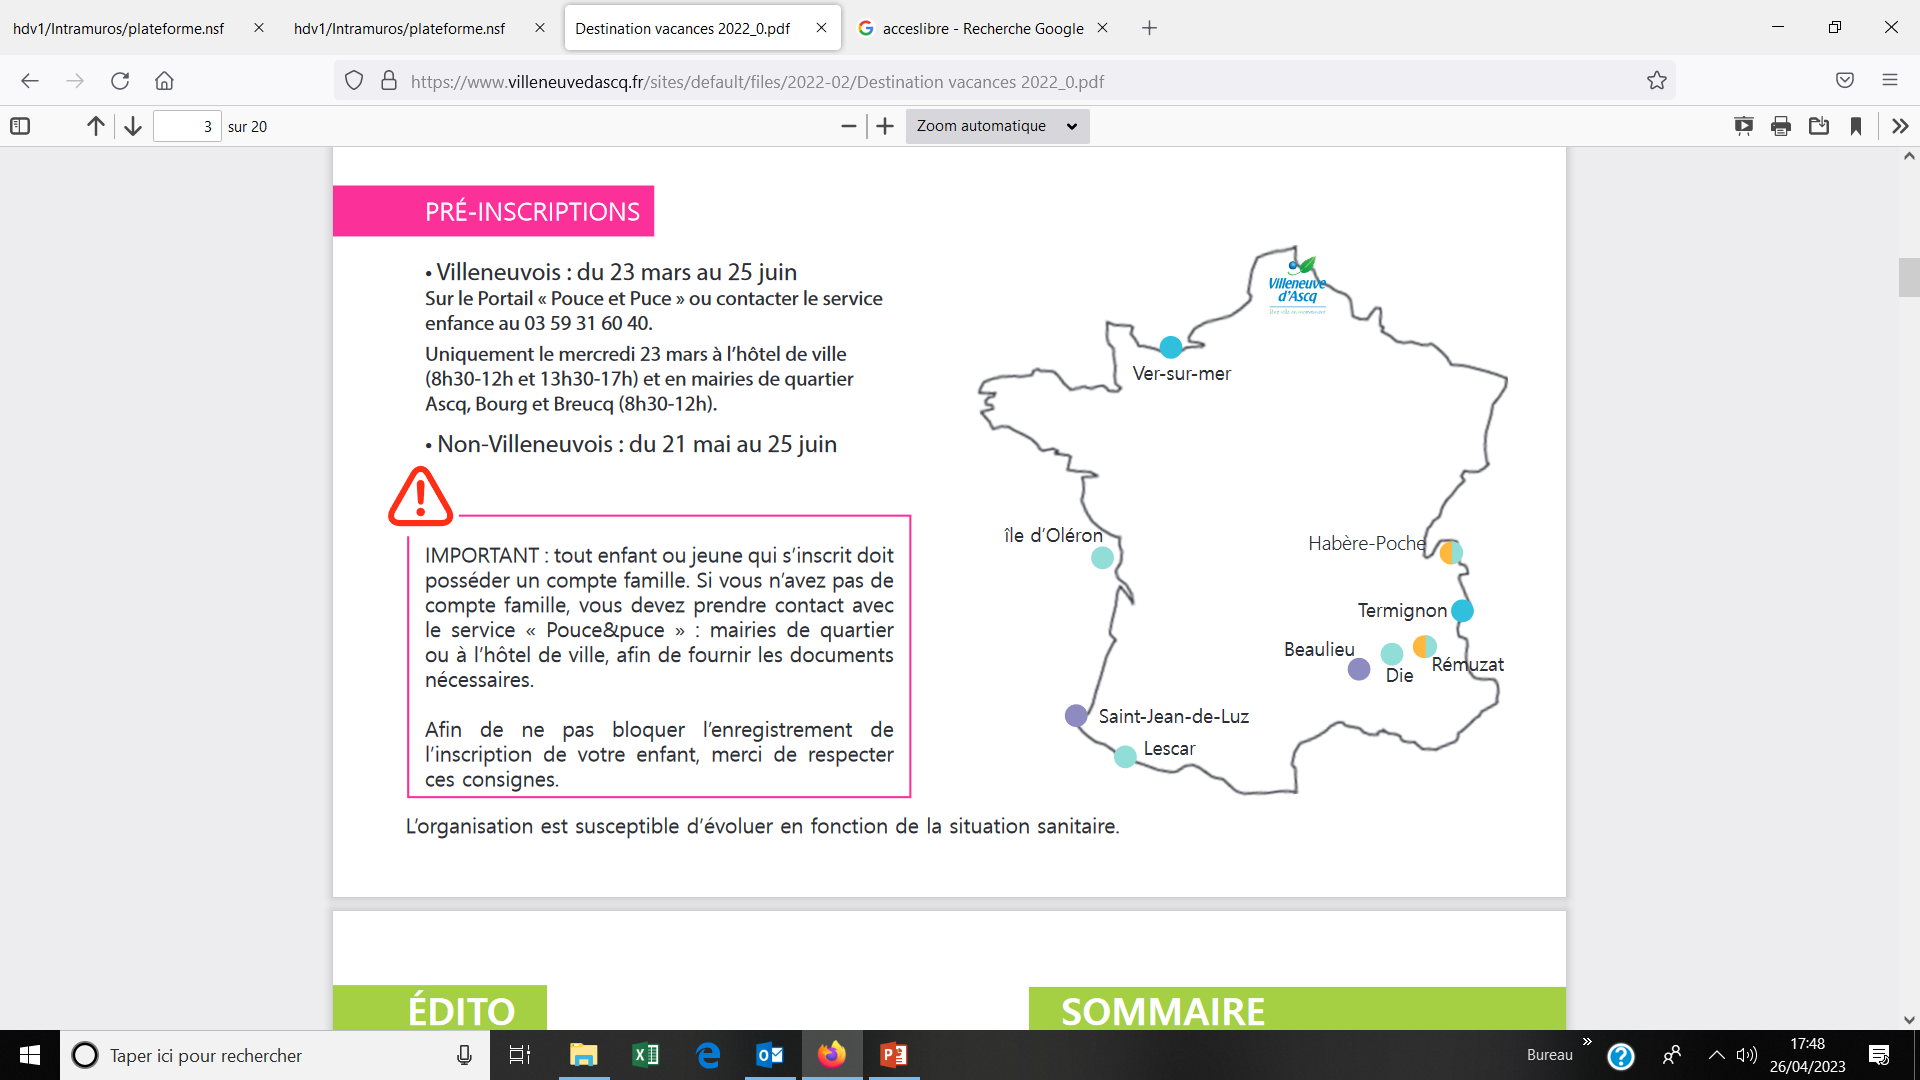 hdv1/Intramuros/plateforme.nsf
hdv1/Intramuros/plateforme.nsf
Destination vacances 2022_0.pdf
acceslibre - Recherche Google
https://www.villeneuvedascq.fr/sites/default/files/2022-02/Destination vacances 2022_0.pdf
3 sur 20
Zoom automatique
PRÉ-INSCRIPTIONS
• Villeneuvois : du 23 mars au 25 juin
Sur le Portail « Pouce et Puce » ou contacter le service
enfance au 03 59 31 60 40.
Uniquement le mercredi 23 mars à l'hôtel de ville
(8h30-12h et 13h30-17h) et en mairies de quartier
Ascq, Bourg et Breucq (8h30-12h).
• Non-Villeneuvois : du 21 mai au 25 juin
IMPORTANT : tout enfant ou jeune qui s'inscrit doit
posséder un compte famille. Si vous n'avez pas de
compte famille, vous devez prendre contact avec
le service « Pouce&puce » : mairies de quartier
ou à l'hôtel de ville, afin de fournir les documents
nécessaires.
Afin de ne pas bloquer l'enregistrement de
l'inscription de votre enfant, merci de respecter
ces consignes.
Villeneuve
d'Ascq
Ver-sur-mer
île d'Oléron
Habère-Poche
Termignon
Beaulieu
Die
Rémuzat
Saint-Jean-de-Luz
Lescar
L'organisation est susceptible d'évoluer en fonction de la situation sanitaire.
ÉDITO
SOMMAIRE
Taper ici pour rechercher
Bureau
17:48
26/04/2023